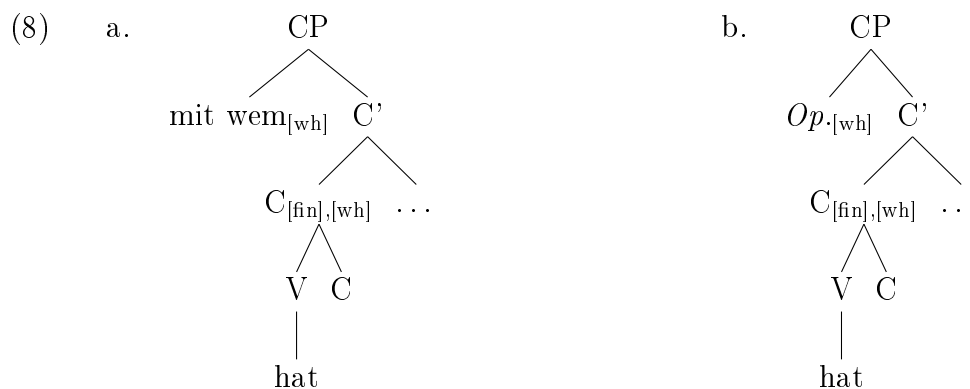 (8) a. CP b. CP
mit wem[wh] C' Op.[wh] C'
C[fin],[wh] ... C[fin],[wh] ..
V C V C
hat hat